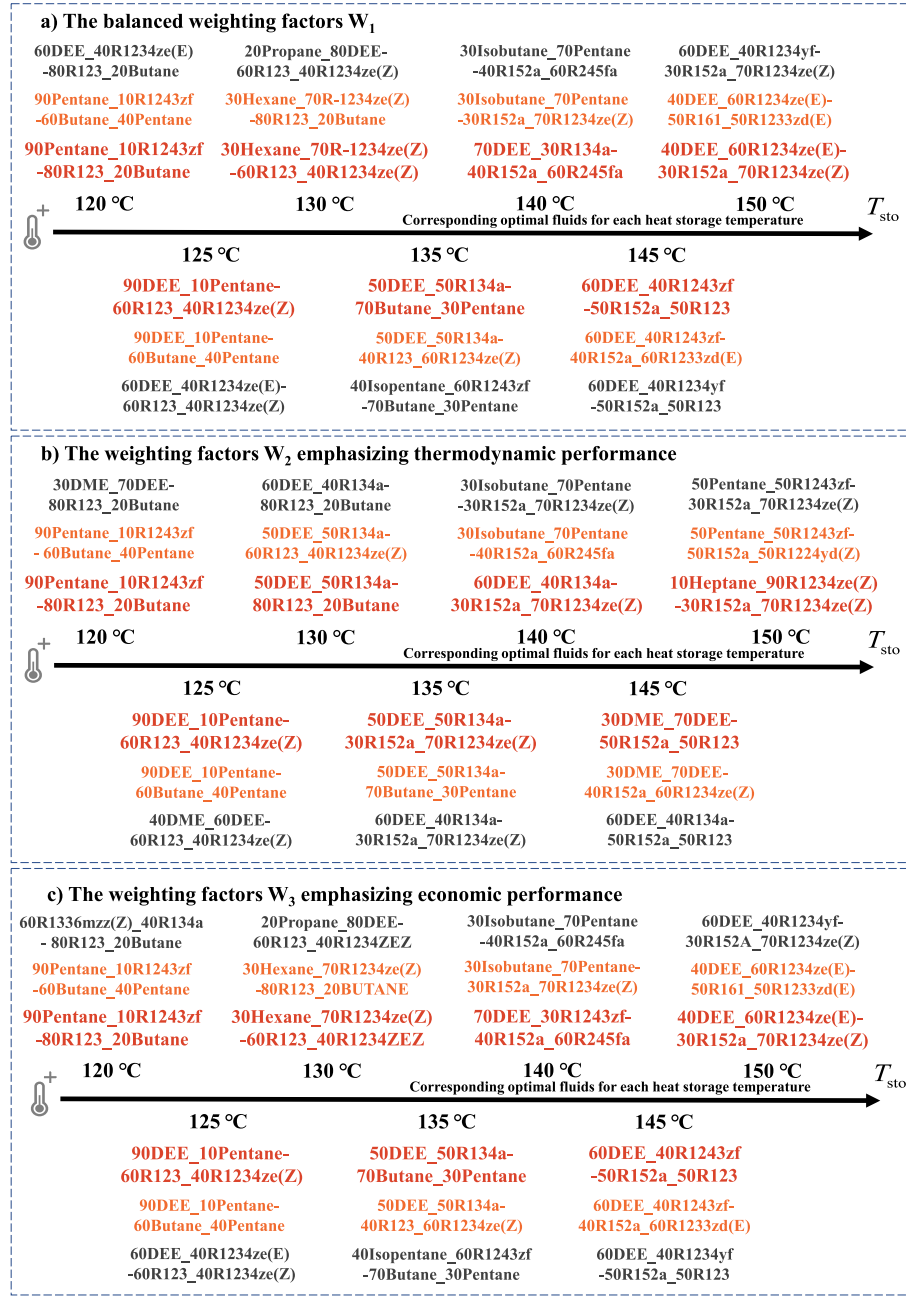 a) The balanced weighting factors W1
60DEE_40R1234ze(E)
-80R123_20Butane
20Propane_80DEE-
60R123_40R1234ze(Z)
30Isobutane_70Pentane
-40R152a_60R245fa
60DEE_40R1234yf-
30R152a_70R1234ze(Z)
90Pentane_10R1243zf
-60Butane_40Pentane
30Hexane_70R-1234ze(Z)
-80R123_20Butane
30Isobutane_70Pentane
-30R152a_70R1234ze(Z)
40DEE_60R1234ze(E)-
50R161_50R1233zd(E)
90Pentane_10R1243zf
-80R123_20Butane
30Hexane_70R-1234ze(Z)
-60R123_40R1234ze(Z)
70DEE_30R134a-
40R152a_60R245fa
40DEE_60R1234ze(E)-
30R152a_70R1234ze(Z)
120 °C
130 °C
140 °C
150 °C
Tsto
Corresponding optimal fluids for each heat storage temperature
125 °C
135 °C
145 °C
90DEE_10Pentane-
60R123_40R1234ze(Z)
50DEE_50R134a-
70Butane_30Pentane
60DEE_40R1243zf
-50R152a_50R123
90DEE_10Pentane-
60Butane_40Pentane
50DEE_50R134a-
40R123_60R1234ze(Z)
60DEE_40R1243zf-
40R152a_60R1233zd(E)
60DEE_40R1234ze(E)-
60R123_40R1234ze(Z)
40Isopentane_60R1243zf
-70Butane_30Pentane
60DEE_40R1234yf
-50R152a_50R123
b) The weighting factors W2 emphasizing thermodynamic performance
30DME_70DEE-
80R123_20Butane
60DEE_40R134a-
80R123_20Butane
30Isobutane_70Pentane
-30R152a_70R1234ze(Z)
50Pentane_50R1243zf-
30R152a_70R1234ze(Z)
90Pentane_10R1243zf
- 60Butane_40Pentane
50DEE_50R134a-
60R123_40R1234ze(Z)
30Isobutane_70Pentane
-40R152a_60R245fa
50Pentane_50R1243zf-
50R152a_50R1224yd(Z)
90Pentane_10R1243zf
-80R123_20Butane
50DEE_50R134a-
80R123_20Butane
60DEE_40R134a-
30R152a_70R1234ze(Z)
10Heptane_90R1234ze(Z)
-30R152a_70R1234ze(Z)
120 °C
130 °C
140 °C
150 °C
Tsto
Corresponding optimal fluids for each heat storage temperature
125 °C
135 °C
145 °C
90DEE_10Pentane-
60R123_40R1234ze(Z)
50DEE_50R134a-
30R152a_70R1234ze(Z)
30DME_70DEE-
50R152a_50R123
90DEE_10Pentane-
60Butane_40Pentane
50DEE_50R134a-
70Butane_30Pentane
30DME_70DEE-
40R152a_60R1234ze(Z)
40DME_60DEE-
60R123_40R1234ze(Z)
60DEE_40R134a-
30R152a_70R1234ze(Z)
60DEE_40R134a-
50R152a_50R123
c) The weighting factors W3 emphasizing economic performance
60R1336mzz(Z)_40R134a
- 80R123_20Butane
20Propane_80DEE-
60R123_40R1234ZEZ
30Isobutane_70Pentane
-40R152a_60R245fa
60DEE_40R1234yf-
30R152A_70R1234ze(Z)
90Pentane_10R1243zf
-60Butane_40Pentane
30Hexane_70R1234ze(Z)
-80R123_20BUTANE
30Isobutane_70Pentane-
30R152a_70R1234ze(Z)
40DEE_60R1234ze(E)-
50R161_50R1233zd(E)
90Pentane_10R1243zf
-80R123_20Butane
30Hexane_70R1234ze(Z)
-60R123_40R1234ZEZ
70DEE_30R1243zf-
40R152a_60R245fa
40DEE_60R1234ze(E)-
30R152a_70R1234ze(Z)
120 °C
130 °C
140 °C
150 °C
Tsto
Corresponding optimal fluids for each heat storage temperature
125 °C
135 °C
145 °C
90DEE_10Pentane-
60R123_40R1234ze(Z)
50DEE_50R134a-
70Butane_30Pentane
60DEE_40R1243zf
-50R152a_50R123
90DEE_10Pentane-
60Butane_40Pentane
50DEE_50R134a-
40R123_60R1234ze(Z)
60DEE_40R1243zf-
40R152a_60R1233zd(E)
60DEE_40R1234ze(E)
-60R123_40R1234ze(Z)
40Isopentane_60R1243zf
-70Butane_30Pentane
60DEE_40R1234yf
-50R152a_50R123